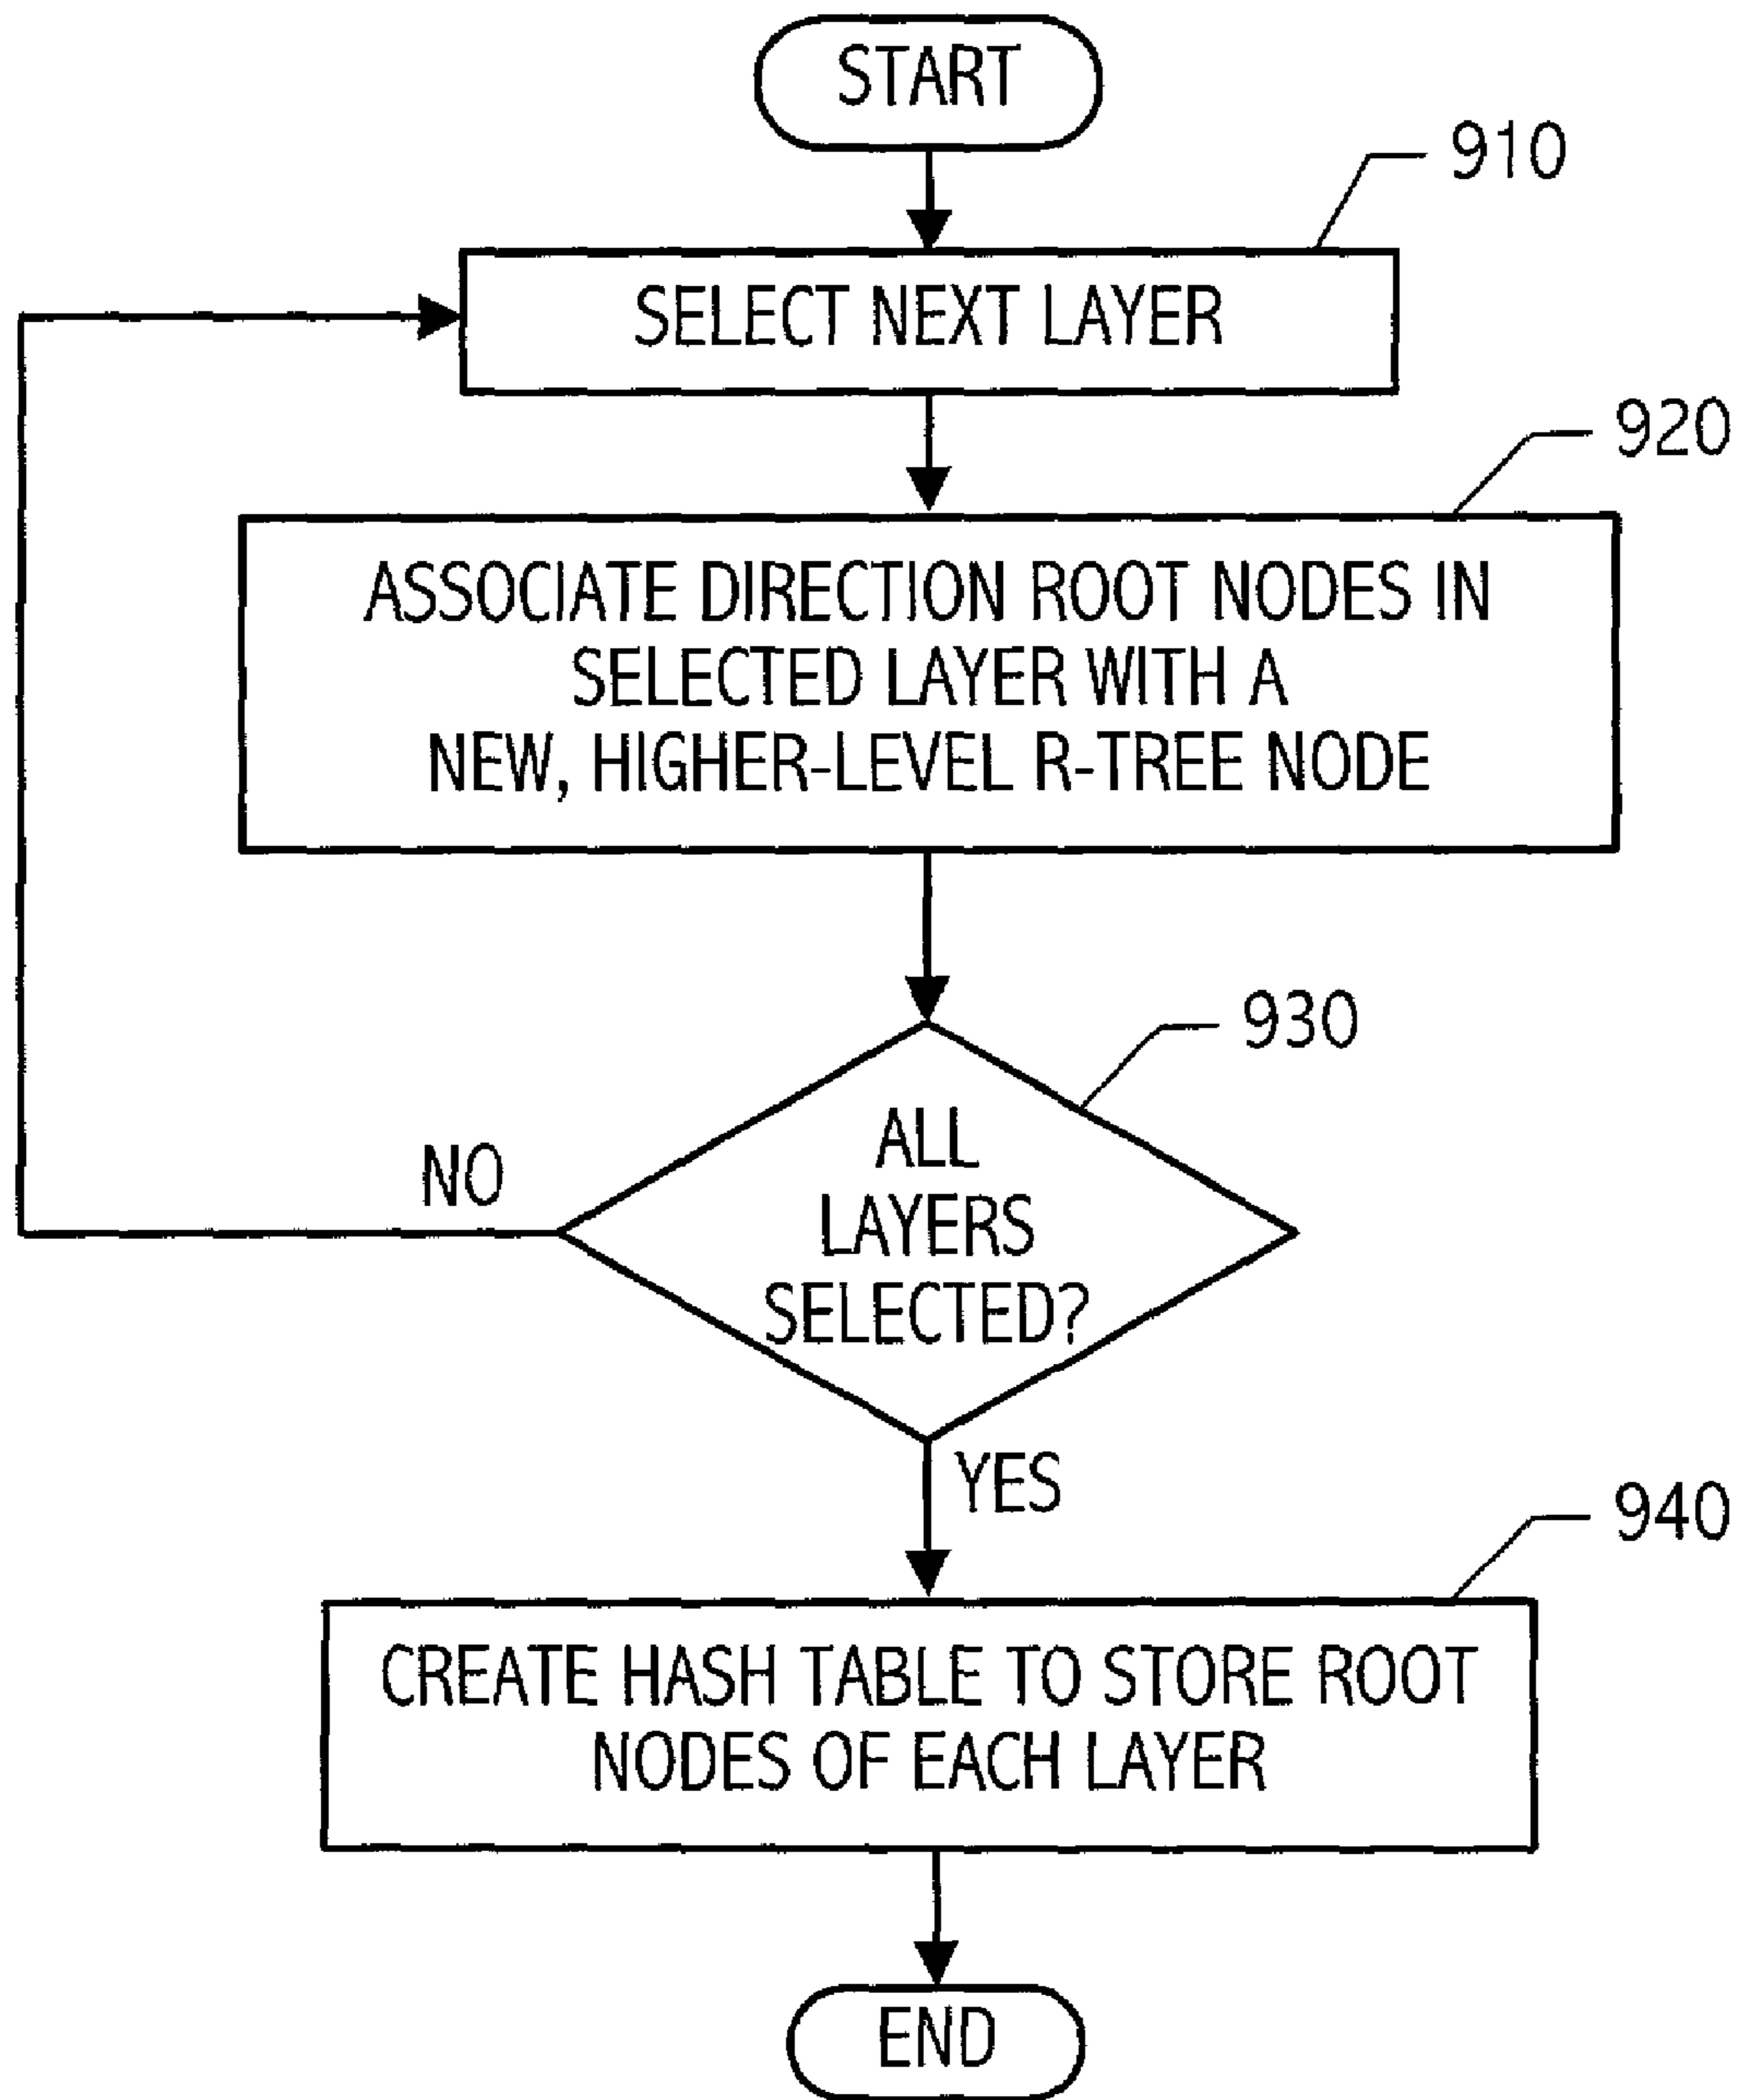 START
910
SELECT NEXT LAYER
920
ASSOCIATE DIRECTION ROOT NODES IN
SELECTED LAYER WITH A
NEW, HIGHER-LEVEL R-TREE NODE
930
ALL
LAYERS
SELECTED?
NO
YES
940
CREATE HASH TABLE TO STORE ROOT
NODES OF EACH LAYER
END